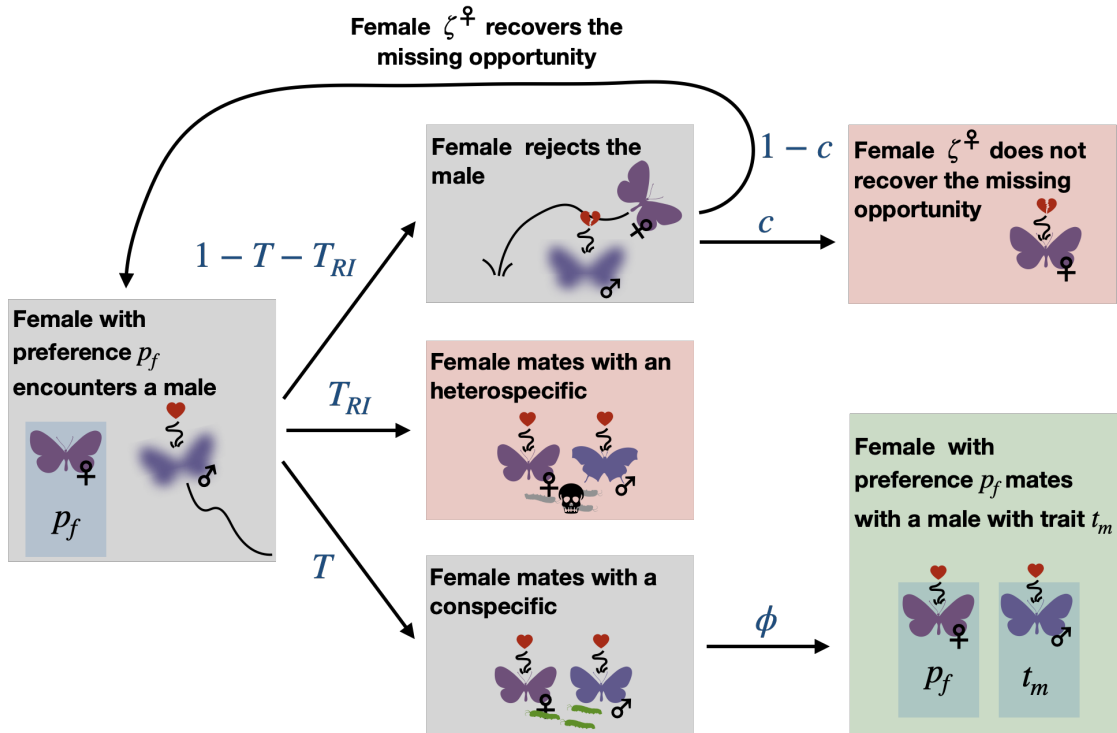 Female ζ♀ recovers the
missing opportunity
Female rejects the
male
1 − c
Female ζ♀ does not
recover the missing
opportunity
c
1 − T − T_RI
Female with
preference p_f
encounters a male
p_f
T_RI
Female mates with an
heterospecific
T
Female mates with a
conspecific
ϕ
Female with
preference p_f mates
with a male with trait t_m
p_f
t_m